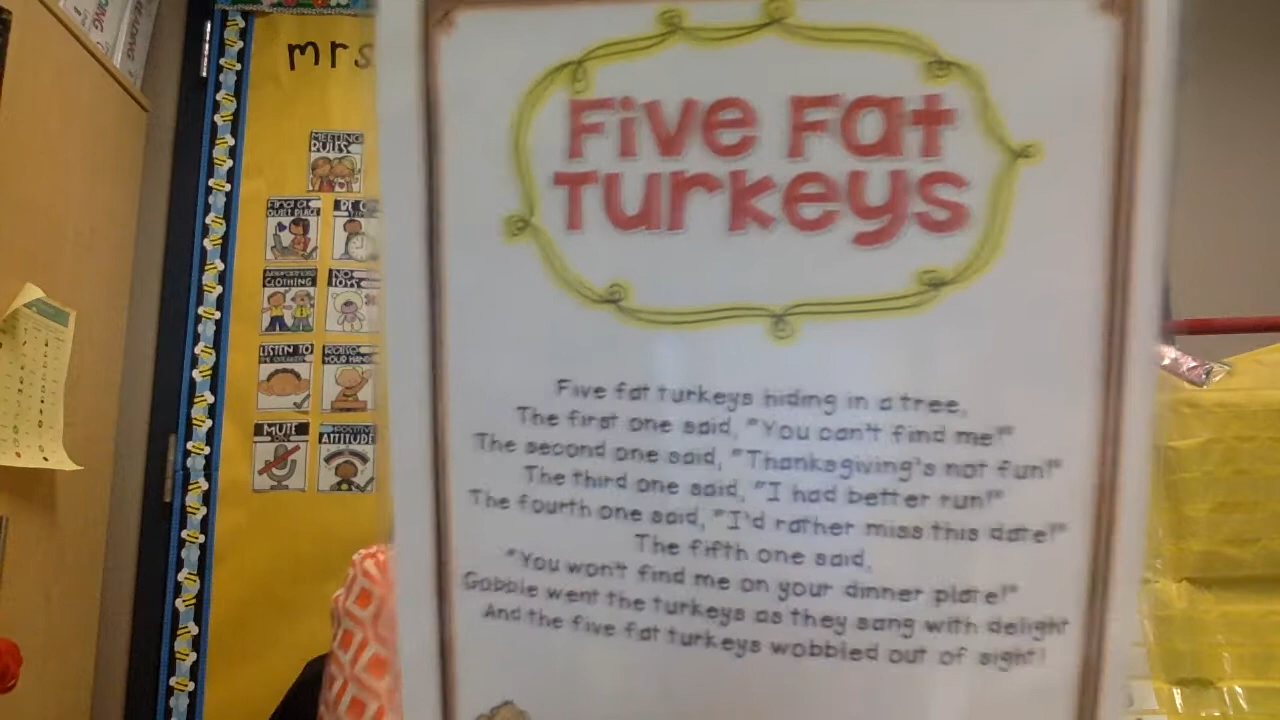 mrs
MEETING
RULES
Find a
QUIET PLACE
BE
CLOTHING
NO
TOYS
LISTEN TO
THE SPEAKER
RAISE
YOUR HAND
MUTE
ON
POSITIVE
ATTITUDE
Five Fat
Turkeys
Five fat turkeys hiding in a tree,
The first one said, "You can't find me!"
The second one said, "Thanksgiving's not fun!"
The third one said, "I had better run!"
The fourth one said, "I'd rather miss this date!"
The fifth one said,
"You won't find me on your dinner plate!"
Gobble went the turkeys as they sang with delight
And the five fat turkeys wobbled out of sight!